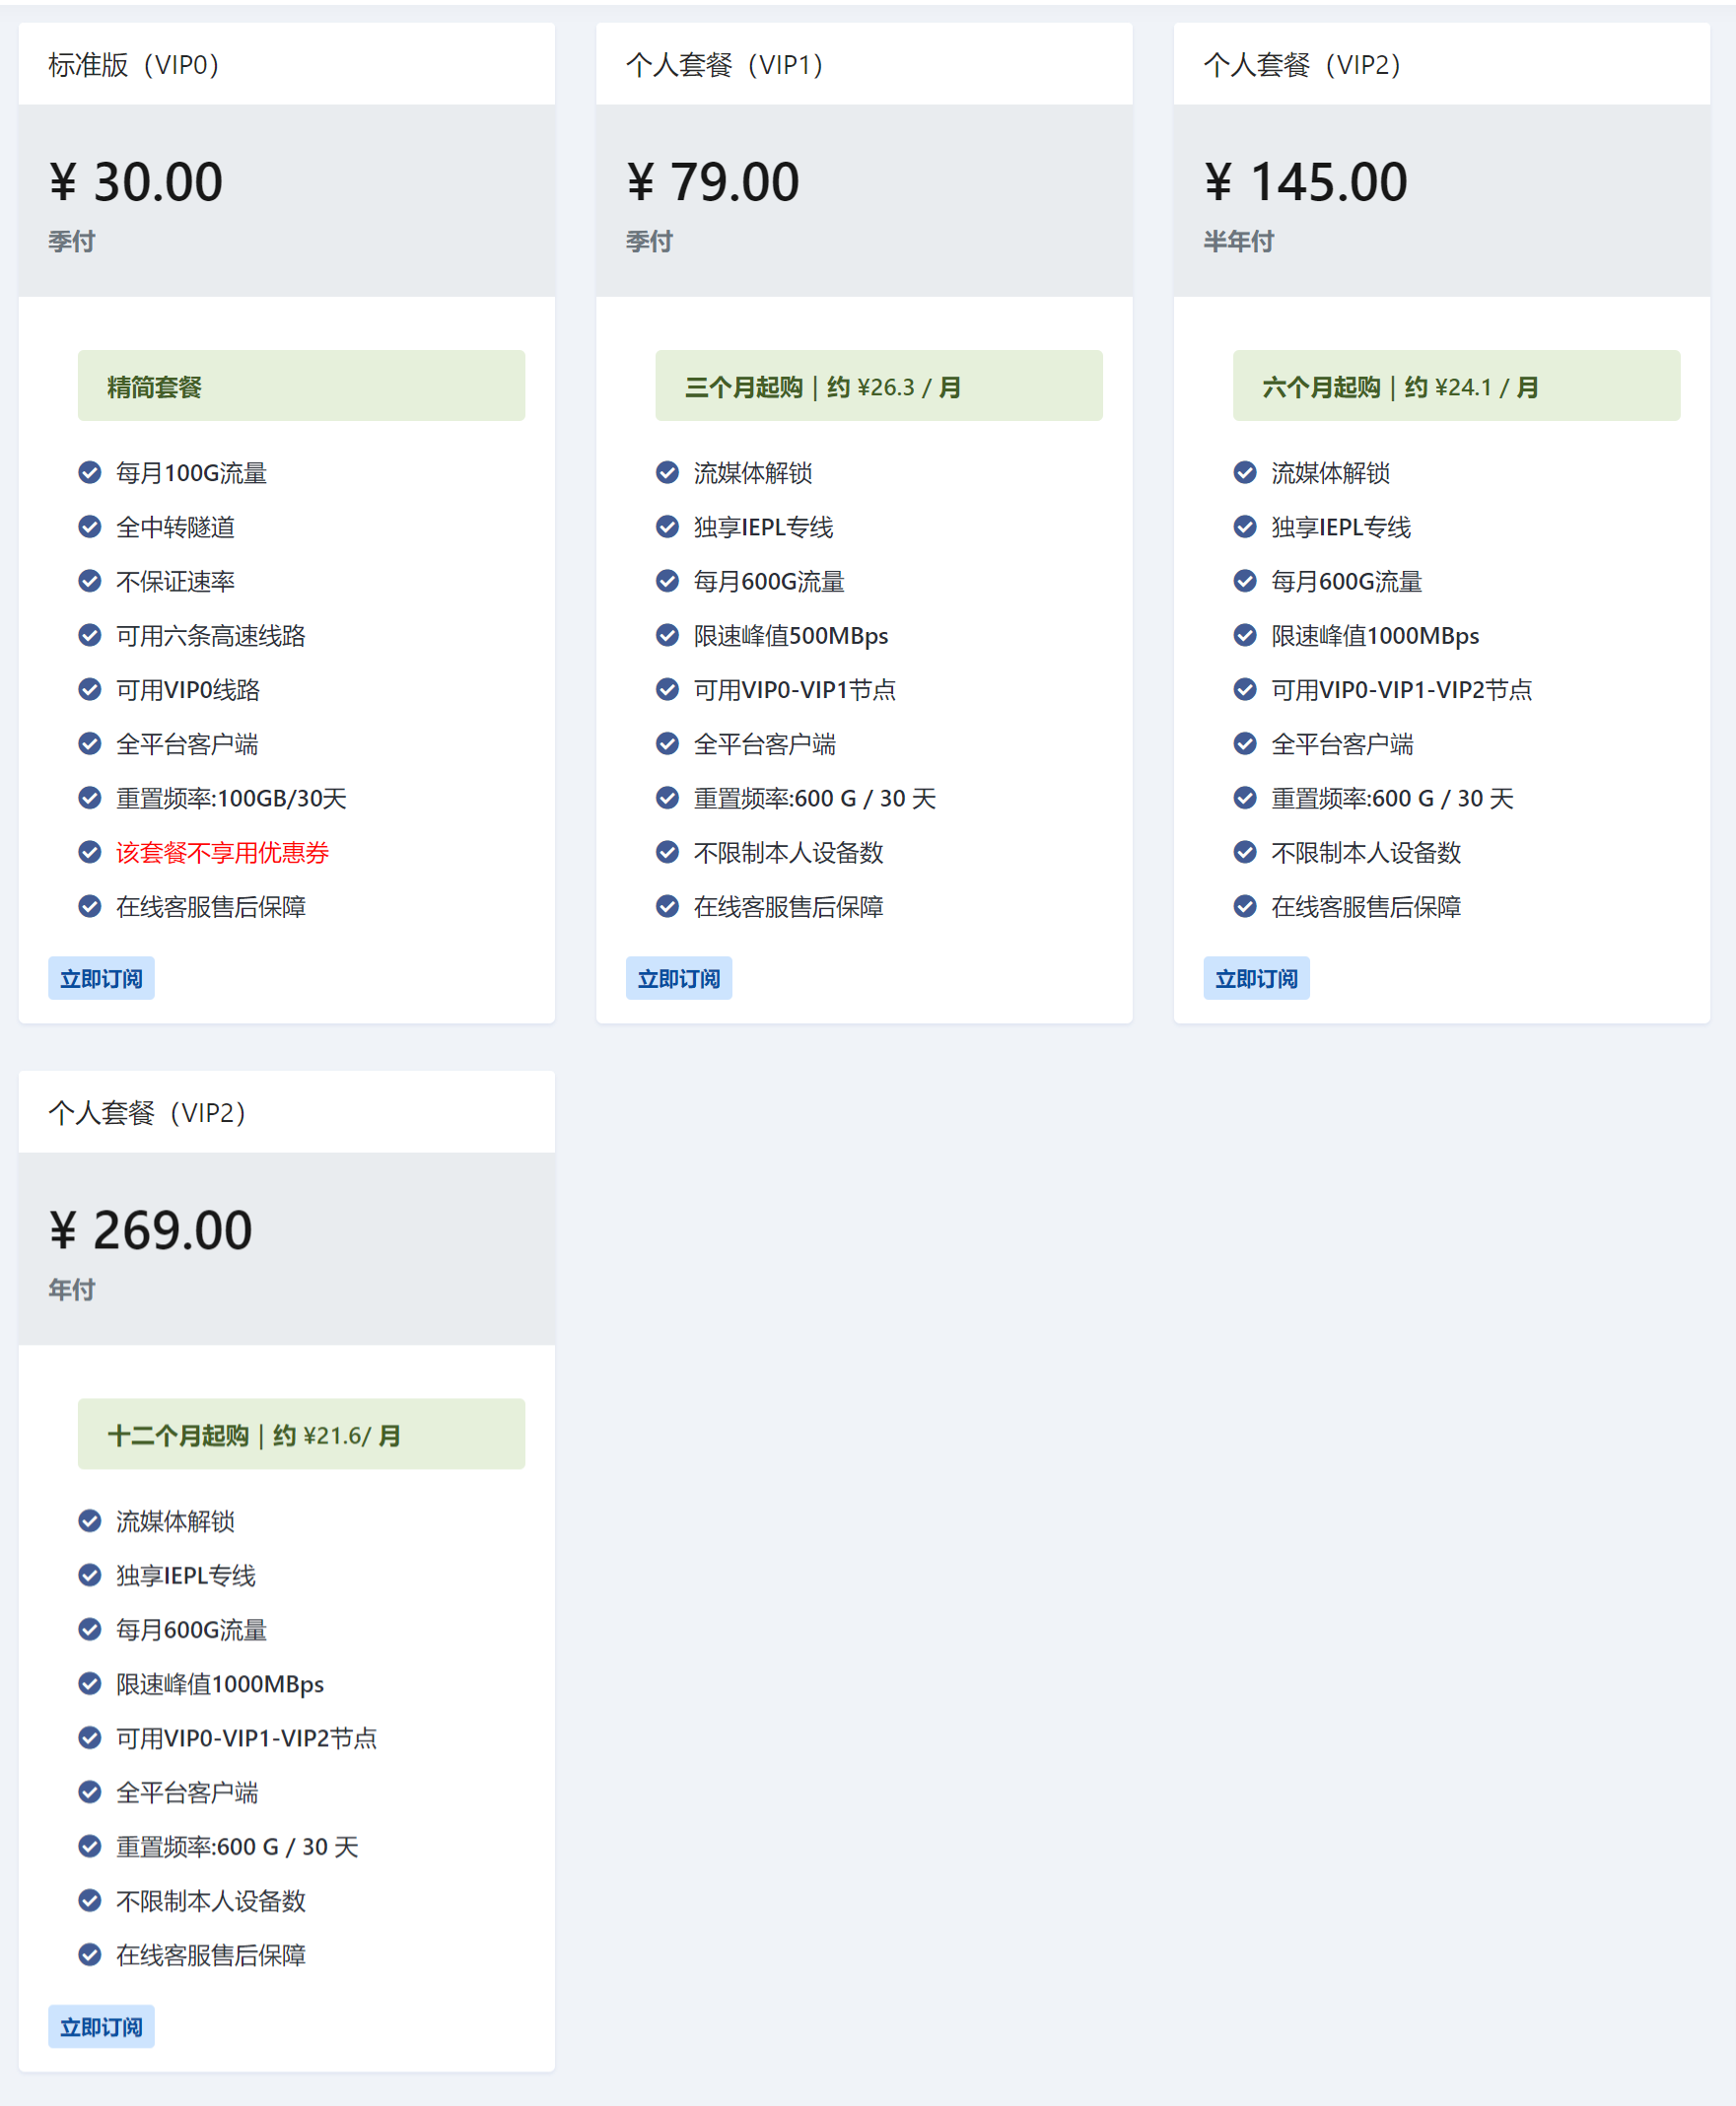 标准版（VIP0）
¥ 30.00
季付
精简套餐
每月100G流量
全中转隧道
不保证速率
可用六条高速线路
可用VIP0线路
全平台客户端
重置频率:100GB/30天
该套餐不享用优惠券
在线客服售后保障
立即订阅
个人套餐（VIP1）
¥ 79.00
季付
三个月起购 | 约 ¥26.3 / 月
流媒体解锁
独享IEPL专线
每月600G流量
限速峰值500MBps
可用VIP0-VIP1节点
全平台客户端
重置频率:600 G / 30 天
不限制本人设备数
在线客服售后保障
立即订阅
个人套餐（VIP2）
¥ 145.00
半年付
六个月起购 | 约 ¥24.1 / 月
流媒体解锁
独享IEPL专线
每月600G流量
限速峰值1000MBps
可用VIP0-VIP1-VIP2节点
全平台客户端
重置频率:600 G / 30 天
不限制本人设备数
在线客服售后保障
立即订阅
个人套餐（VIP2）
¥ 269.00
年付
十二个月起购 | 约 ¥21.6/ 月
流媒体解锁
独享IEPL专线
每月600G流量
限速峰值1000MBps
可用VIP0-VIP1-VIP2节点
全平台客户端
重置频率:600 G / 30 天
不限制本人设备数
在线客服售后保障
立即订阅